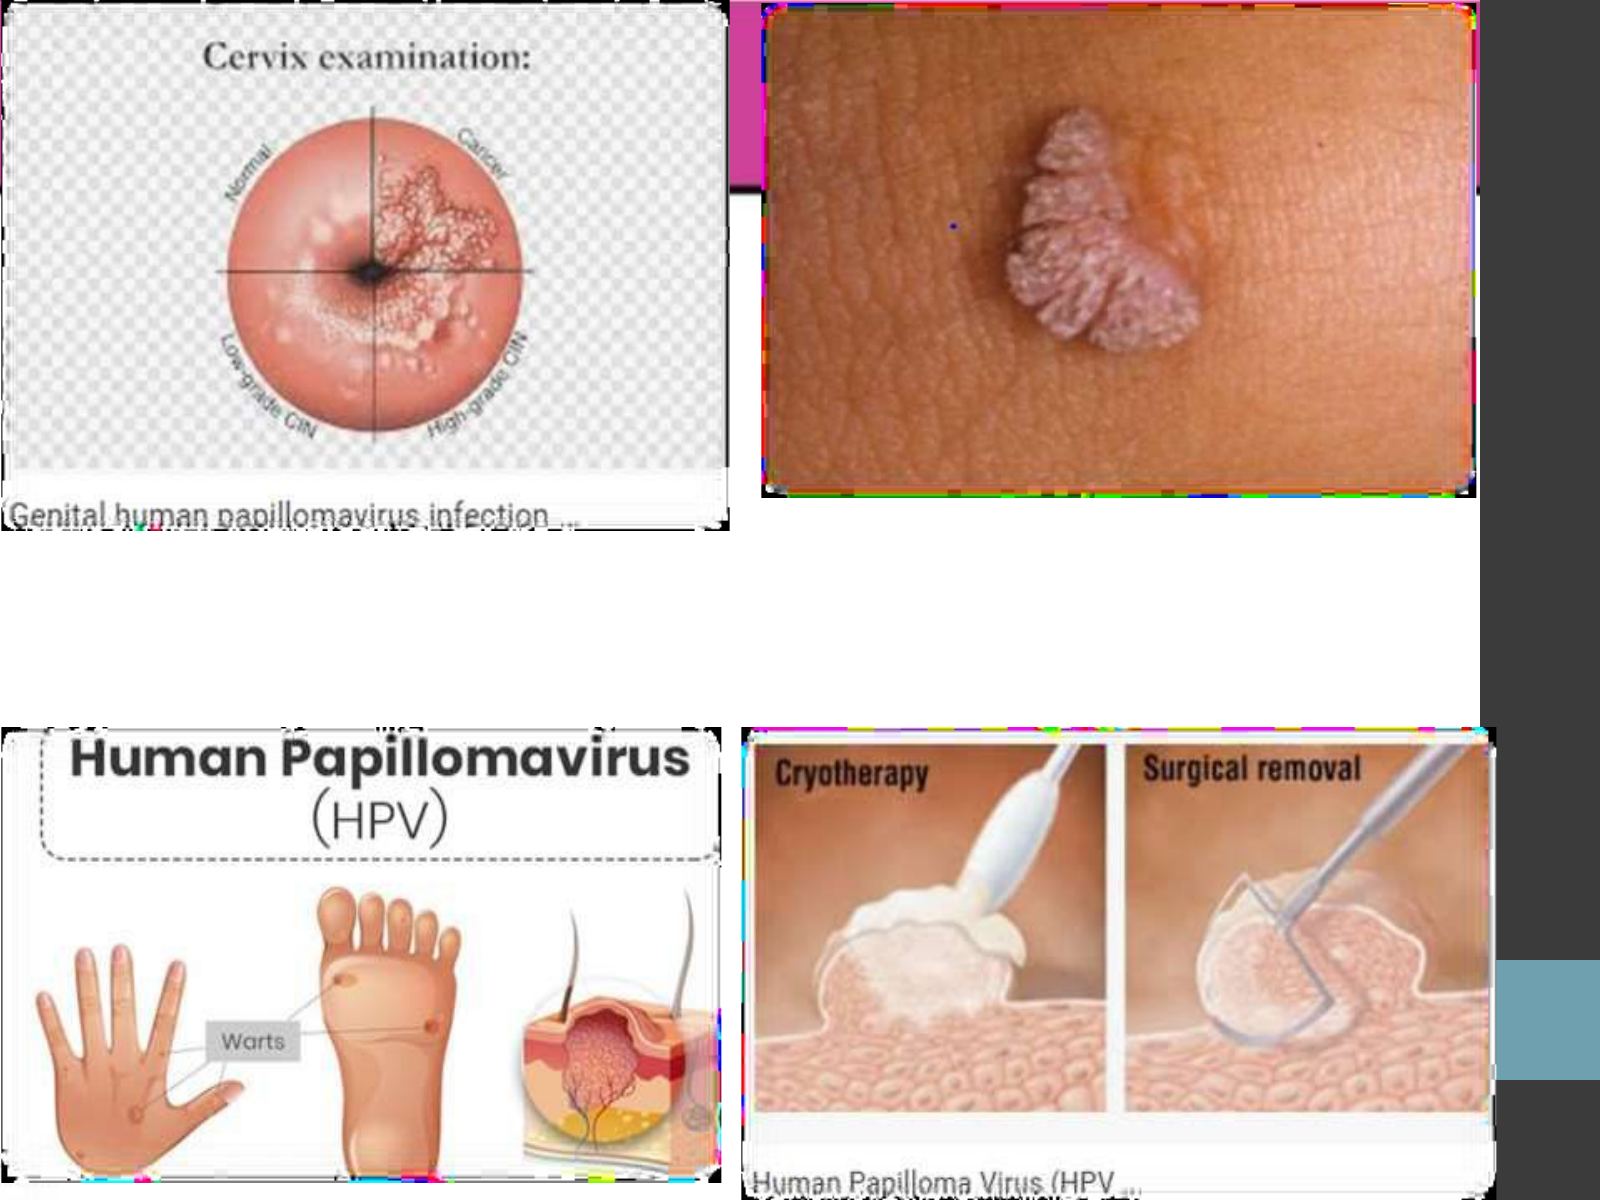 Cervix examination:
Normal
Cancer
Low-grade CIN
High-grade CIN
Genital human papillomavirus infection ...
Human Papillomavirus
(HPV)
Warts
Cryotherapy
Surgical removal
Human Papilloma Virus (HPV ...